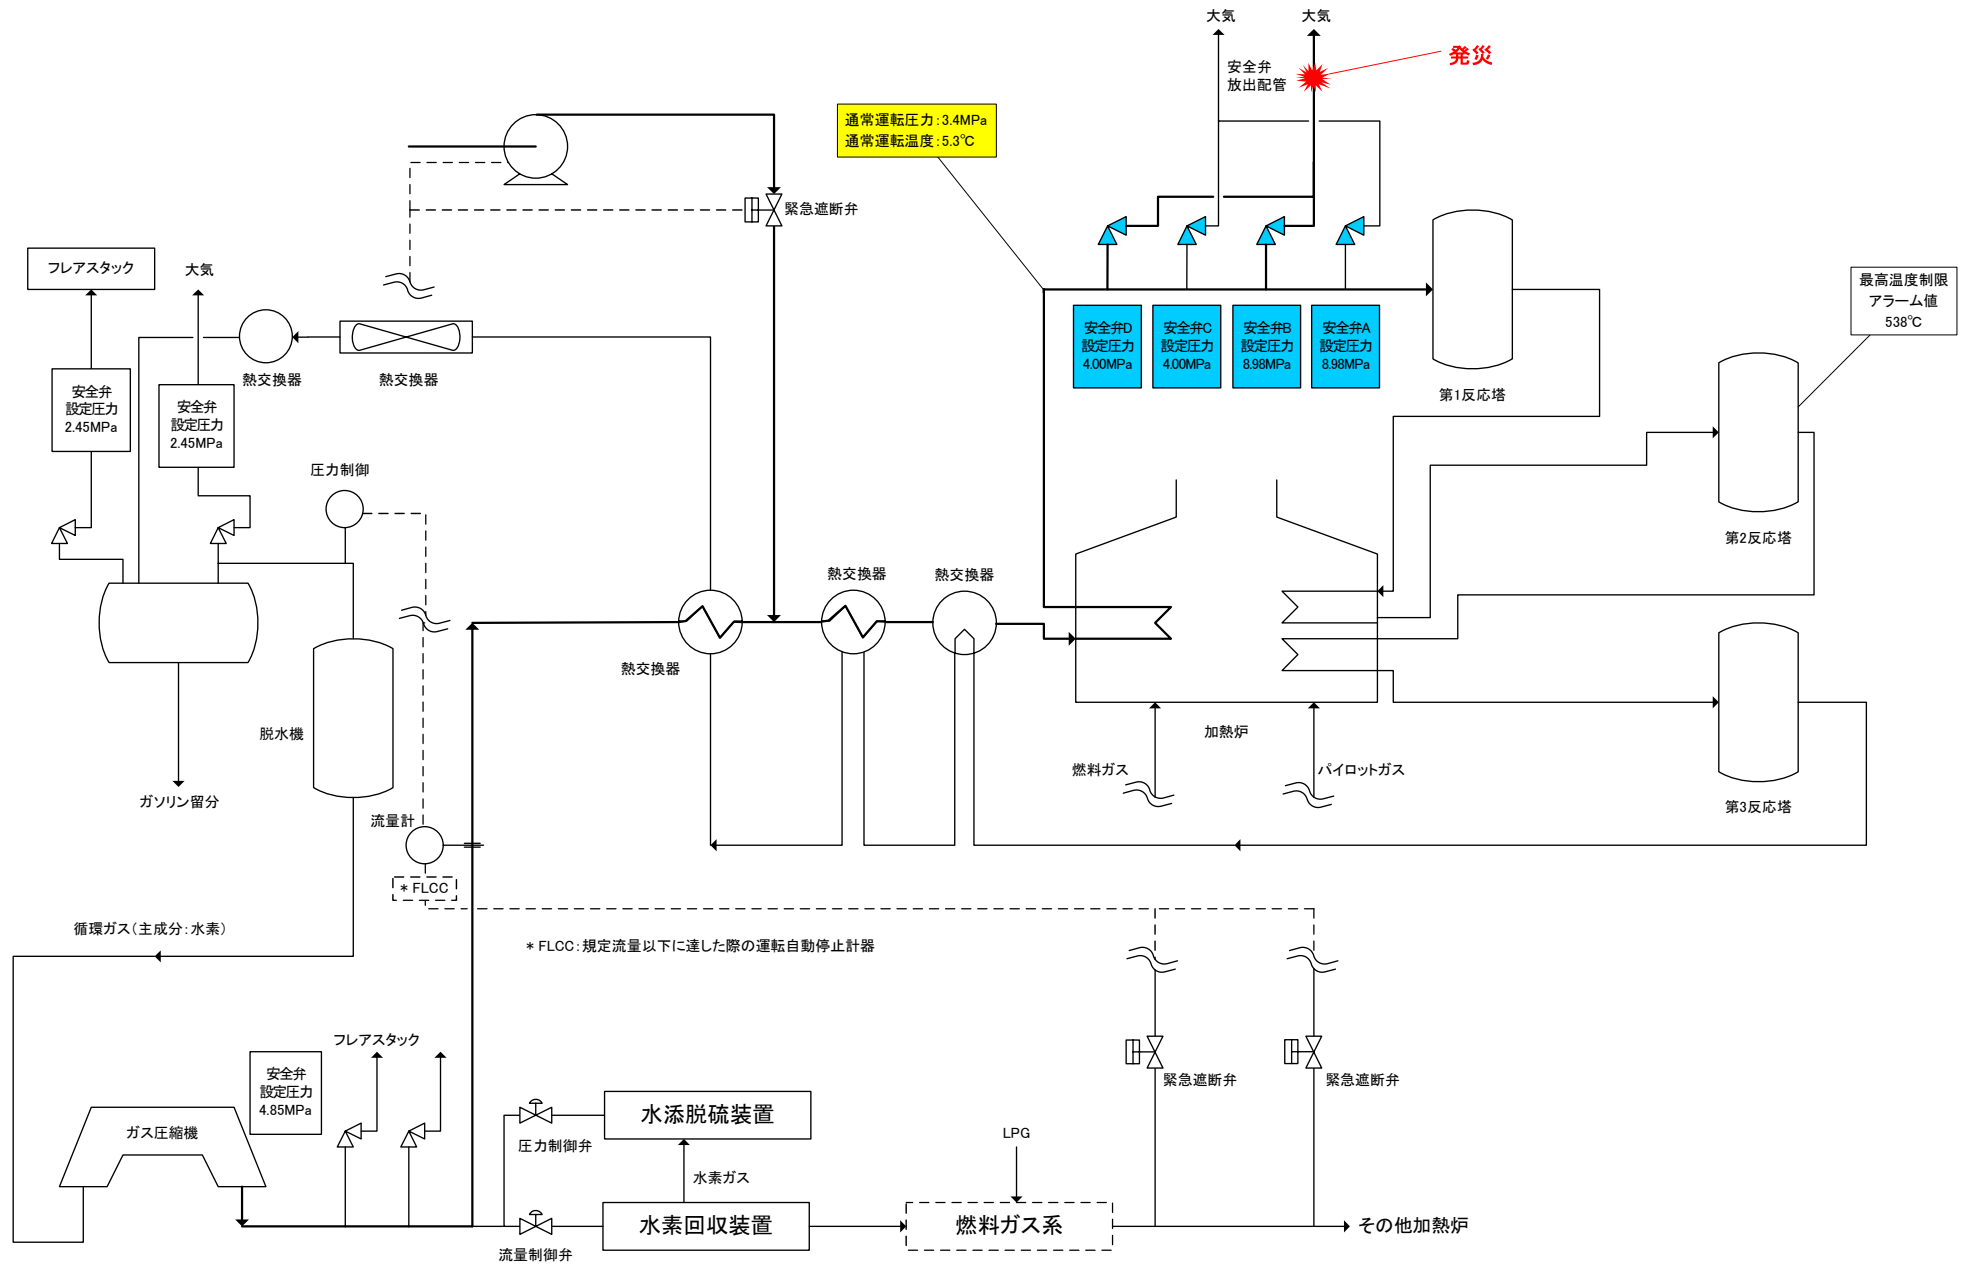 大気
大気
発災
安全弁
放出配管
通常運転圧力：3.4MPa
通常運転温度：5.3℃
緊急遮断弁
フレアスタック
大気
最高温度制限
アラーム値
538℃
安全弁D
設定圧力
4.00MPa
安全弁C
設定圧力
4.00MPa
安全弁B
設定圧力
8.98MPa
安全弁A
設定圧力
8.98MPa
熱交換器
熱交換器
第1反応塔
安全弁
設定圧力
2.45MPa
安全弁
設定圧力
2.45MPa
圧力制御
第2反応塔
熱交換器
熱交換器
熱交換器
脱水機
加熱炉
燃料ガス
パイロットガス
ガソリン留分
第3反応塔
流量計
＊FLCC
循環ガス（主成分：水素）
＊FLCC：規定流量以下に達した際の運転自動停止計器
フレアスタック
安全弁
設定圧力
4.85MPa
緊急遮断弁
緊急遮断弁
ガス圧縮機
水添脱硫装置
圧力制御弁
LPG
水素ガス
水素回収装置
燃料ガス系
その他加熱炉
流量制御弁